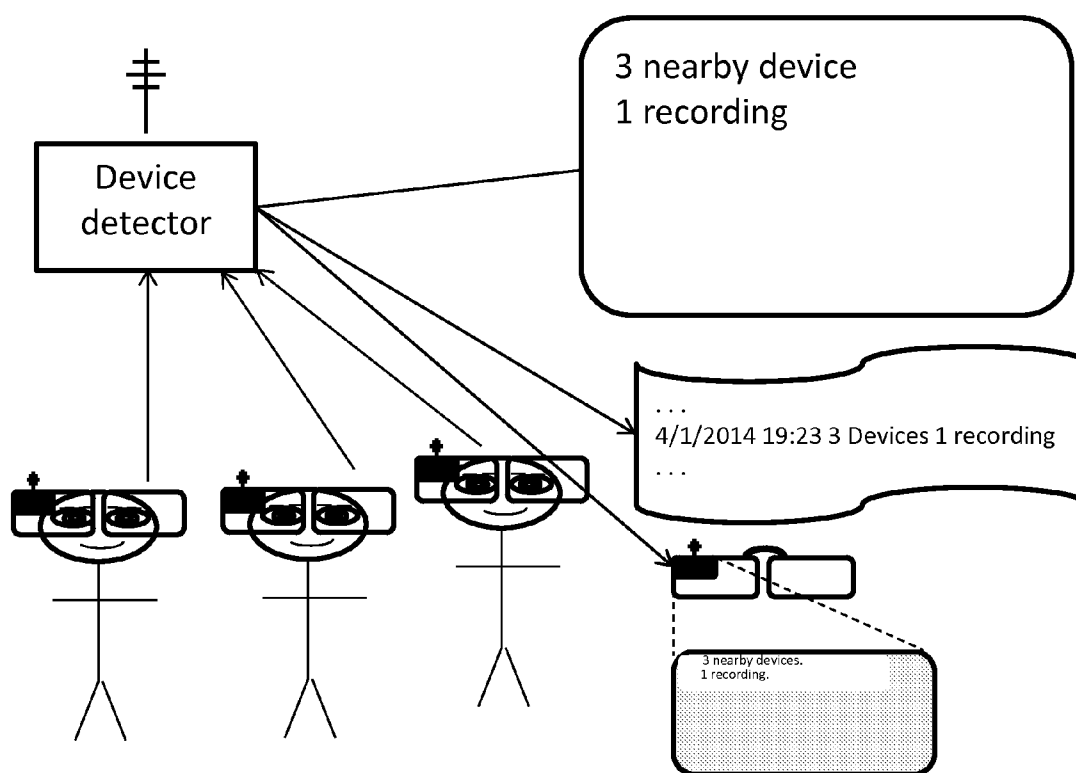 3 nearby device
1 recording
Device
detector
. . .
4/1/2014 19:23 3 Devices 1 recording
. . .
3 nearby devices.
1 recording.